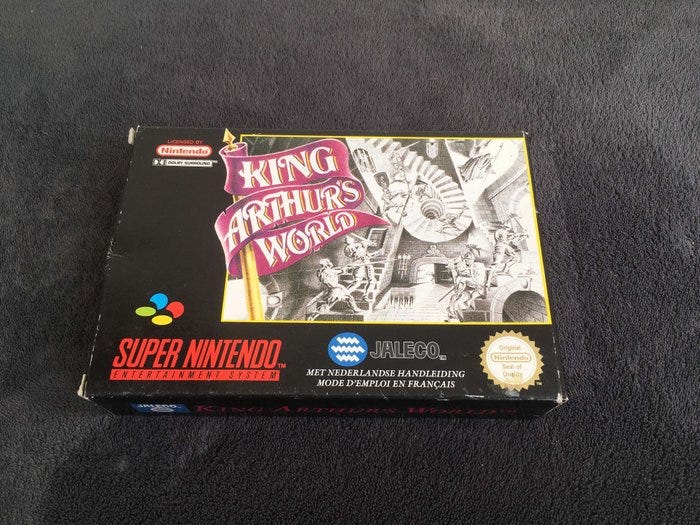 LICENSED BY
Nintendo
DOLBY SURROUND
KING
ARTHUR'S
WORLD
SUPER NINTENDO
ENTERTAINMENT SYSTEM
JALECO
MET NEDERLANDSE HANDLEIDING
MODE D'EMPLOI EN FRANÇAIS
Original
Nintendo
Seal of
Quality
JALECO
KING ARTHUR'S WORLD